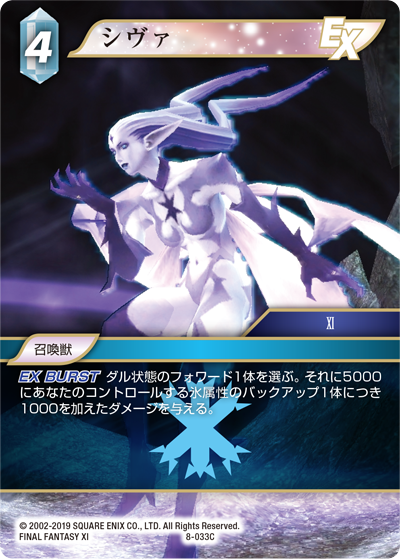 4
シヴァ
EX
XI
召喚獣
EX BURST ダル状態のフォワード1体を選ぶ。それに5000
にあなたのコントロールする氷属性のバックアップ1体につき
1000を加えたダメージを与える。
© 2002-2019 SQUARE ENIX CO., LTD. All Rights Reserved.
FINAL FANTASY XI 8-033C